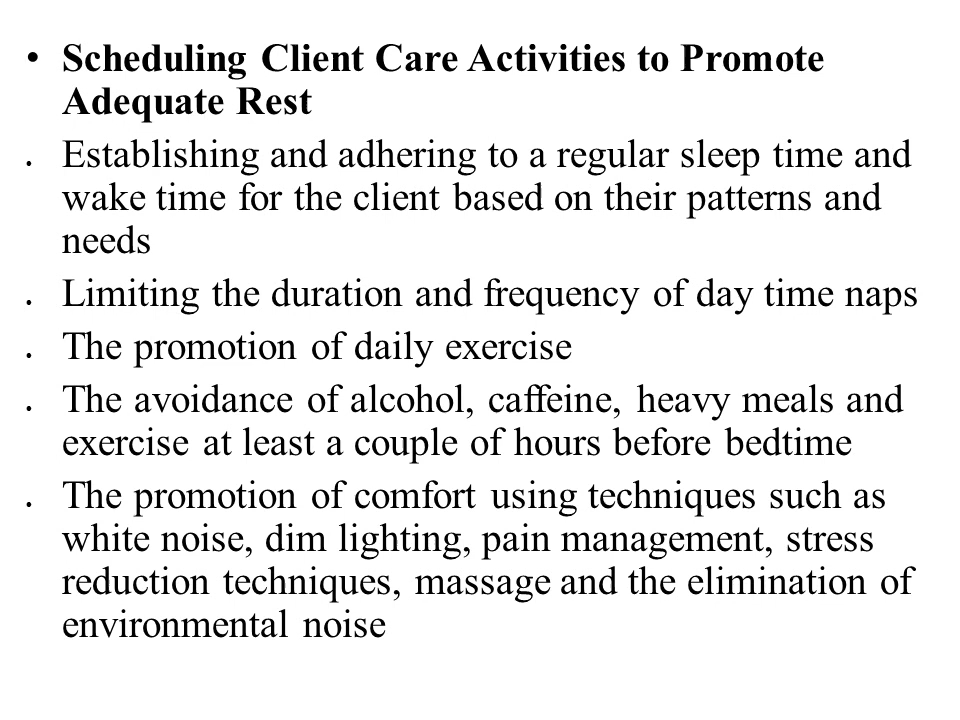 • Scheduling Client Care Activities to Promote
Adequate Rest
• Establishing and adhering to a regular sleep time and
wake time for the client based on their patterns and
needs
• Limiting the duration and frequency of day time naps
• The promotion of daily exercise
• The avoidance of alcohol, caffeine, heavy meals and
exercise at least a couple of hours before bedtime
• The promotion of comfort using techniques such as
white noise, dim lighting, pain management, stress
reduction techniques, massage and the elimination of
environmental noise